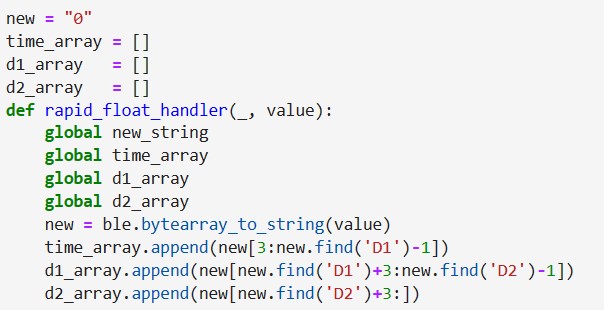 new = "0"
time_array = []
d1_array   = []
d2_array   = []
def rapid_float_handler(_, value):
    global new_string
    global time_array
    global d1_array
    global d2_array
    new = ble.bytearray_to_string(value)
    time_array.append(new[3:new.find('D1')-1])
    d1_array.append(new[new.find('D1')+3:new.find('D2')-1])
    d2_array.append(new[new.find('D2')+3:])